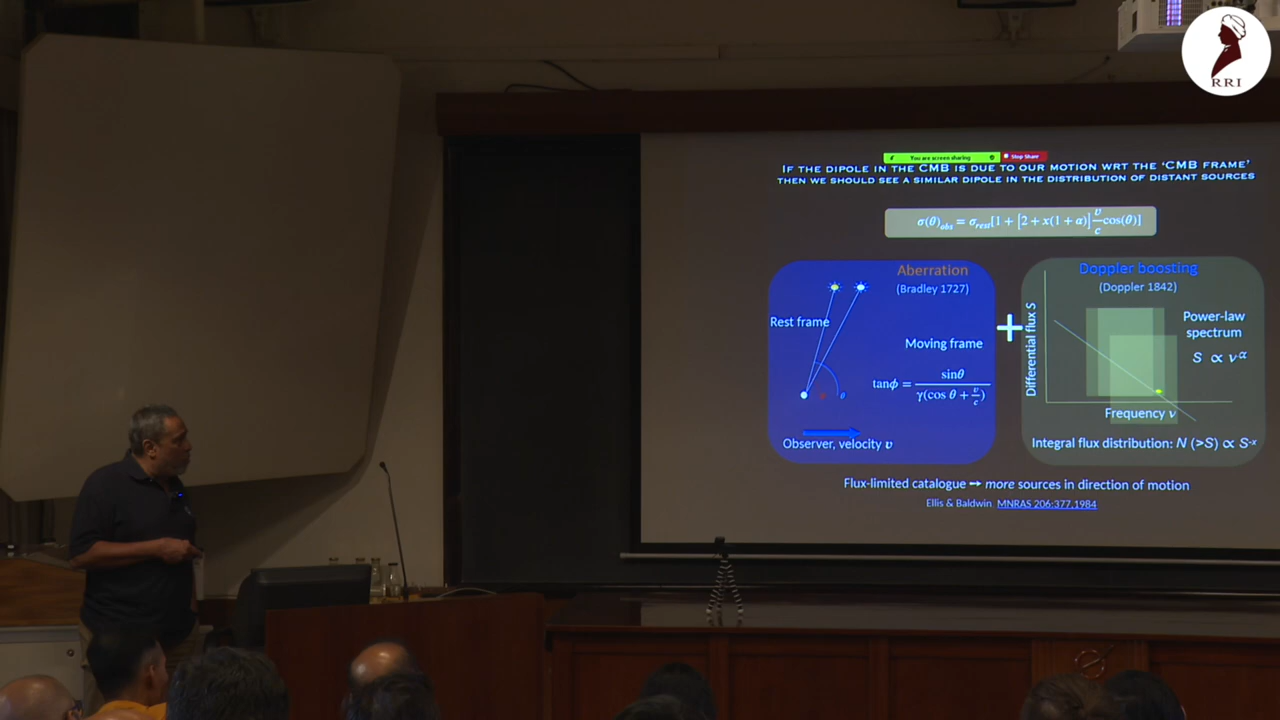 RRI
You are screen sharing
Stop Share
IF THE DIPOLE IN THE CMB IS DUE TO OUR MOTION WRT THE ‘CMB FRAME’
THEN WE SHOULD SEE A SIMILAR DIPOLE IN THE DISTRIBUTION OF DISTANT SOURCES
σ(θ)obs = σrest[1 + [2 + x(1 + α)] υ/c cos(θ)]
Aberration
(Bradley 1727)
Rest frame
Moving frame
tanϕ = sinθ / γ(cos θ + υ/c)
θ
Observer, velocity υ
+
Doppler boosting
(Doppler 1842)
Differential flux S
Power-law
spectrum
S ∝ ν^α
Frequency ν
Integral flux distribution: N (>S) ∝ S^-x
Flux-limited catalogue → more sources in direction of motion
Ellis & Baldwin MNRAS 206:377,1984